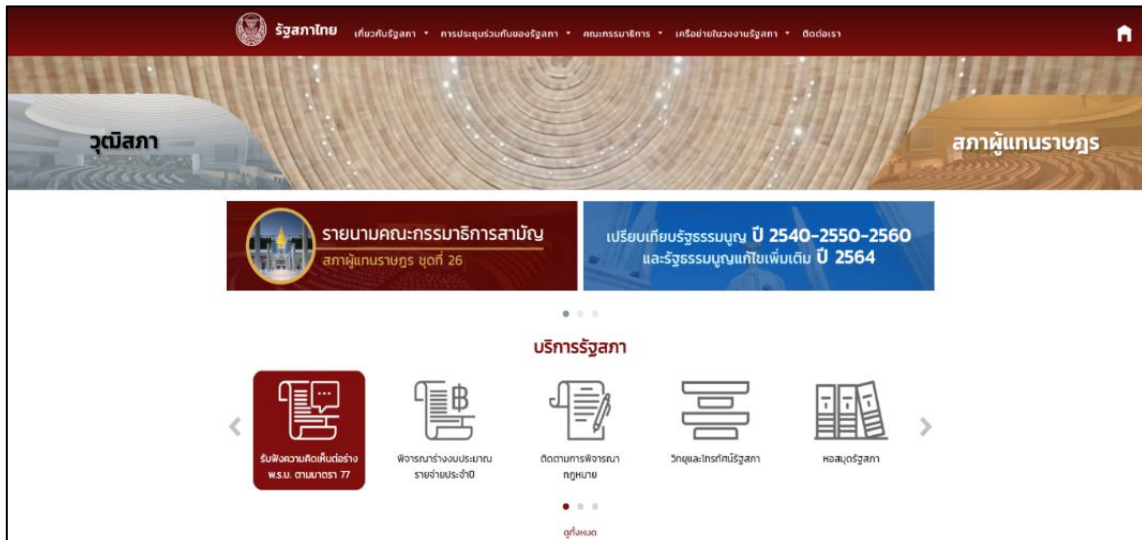 รัฐสภาไทย
เกี่ยวกับรัฐสภา
การประชุมร่วมกันของรัฐสภา
คณะกรรมาธิการ
เครือข่ายในวงงานรัฐสภา
ติดต่อเรา
วุฒิสภา
สภาผู้แทนราษฎร
รายนามคณะกรรมาธิการสามัญ
สภาผู้แทนราษฎร ชุดที่ 26
เปรียบเทียบรัฐธรรมนูญ ปี 2540-2550-2560
และรัฐธรรมนูญแก้ไขเพิ่มเติม ปี 2564
บริการรัฐสภา
รับฟังความคิดเห็นต่อร่าง
พ.ร.บ. ตามมาตรา 77
พิจารณาร่างงบประมาณ
รายจ่ายประจำปี
ติดตามการพิจารณา
กฎหมาย
วิทยุและโทรทัศน์รัฐสภา
หอสมุดรัฐสภา
ดูทั้งหมด